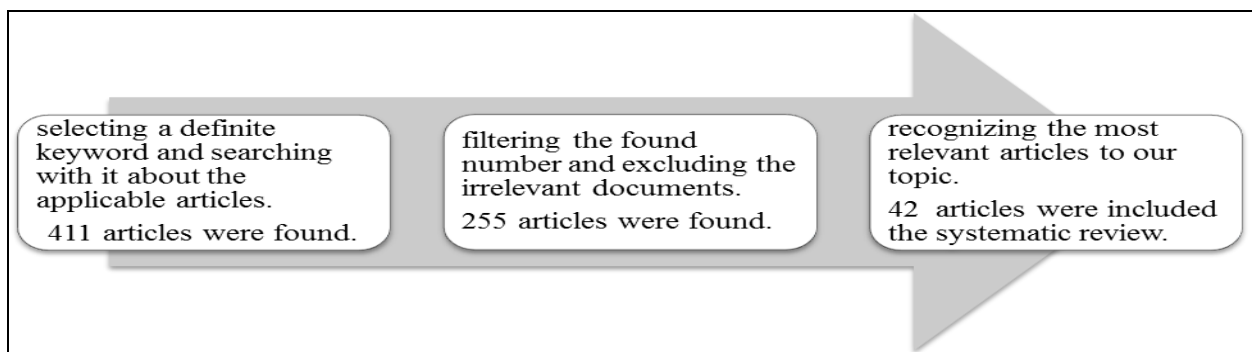 selecting a definite
keyword and searching
with it about the
applicable articles.
411 articles were found.
filtering the found
number and excluding the
irrelevant documents.
255 articles were found.
recognizing the most
relevant articles to our
topic.
42 articles were included
the systematic review.